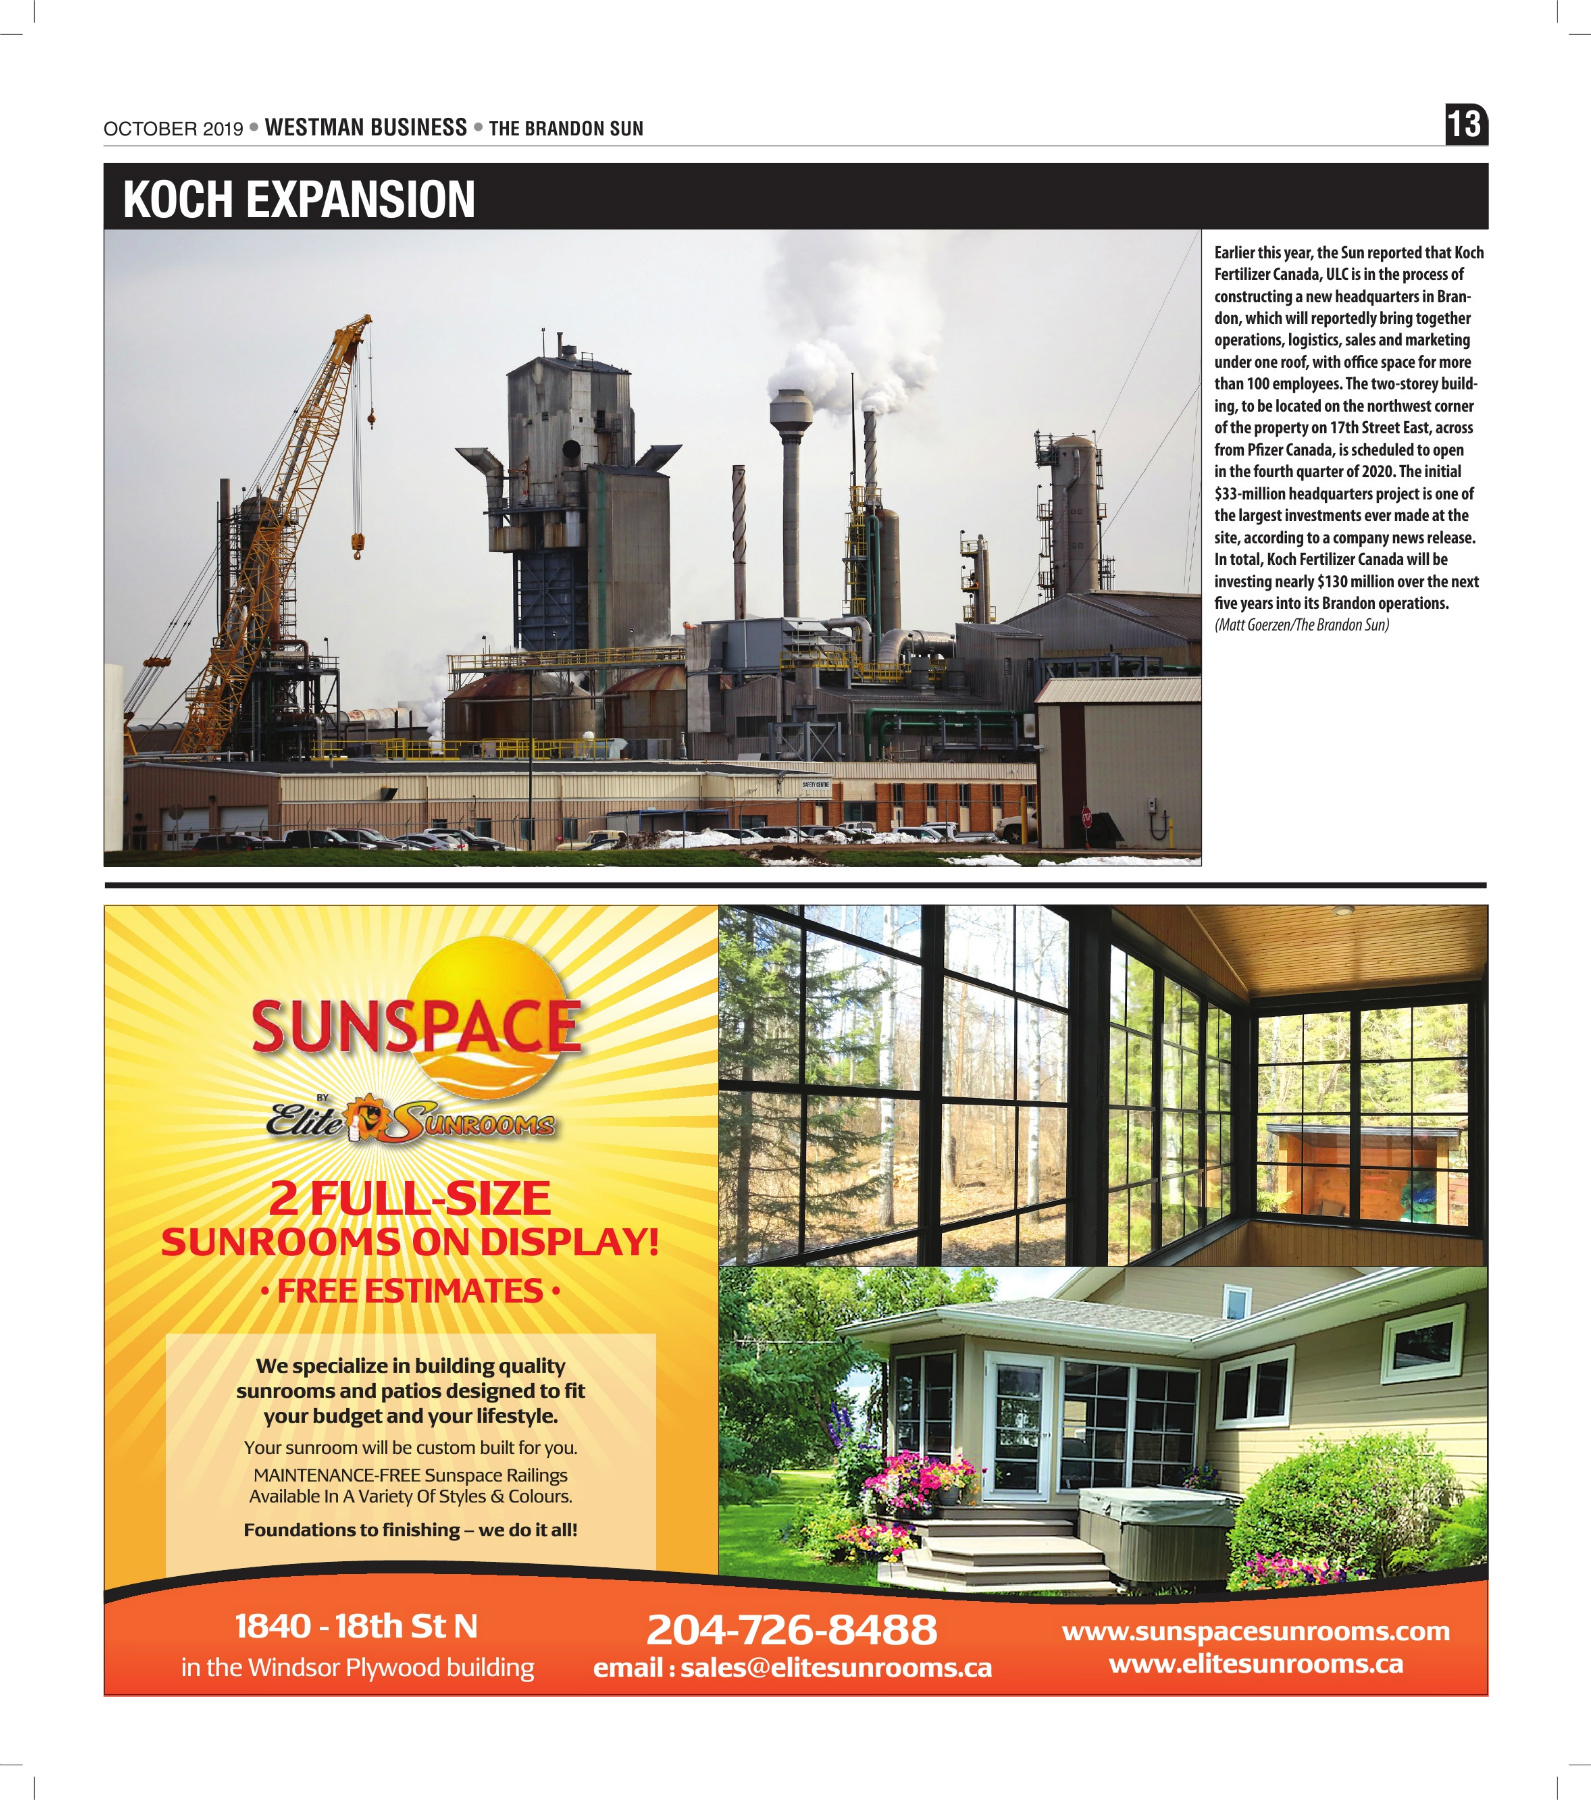 OCTOBER 2019 • WESTMAN BUSINESS • THE BRANDON SUN
13
KOCH EXPANSION
Earlier this year, the Sun reported that Koch
Fertilizer Canada, ULC is in the process of
constructing a new headquarters in Bran-
don, which will reportedly bring together
operations, logistics, sales and marketing
under one roof, with office space for more
than 100 employees. The two-storey build-
ing, to be located on the northwest corner
of the property on 17th Street East, across
from Pfizer Canada, is scheduled to open
in the fourth quarter of 2020. The initial
$33-million headquarters project is one of
the largest investments ever made at the
site, according to a company news release.
In total, Koch Fertilizer Canada will be
investing nearly $130 million over the next
five years into its Brandon operations.
(Matt Goerzen/The Brandon Sun)
SAFETY CENTRE
STOP
SUNSPACE
BY
Elite SUNROOMS
2 FULL-SIZE
SUNROOMS ON DISPLAY!
• FREE ESTIMATES •
We specialize in building quality
sunrooms and patios designed to fit
your budget and your lifestyle.
Your sunroom will be custom built for you.
MAINTENANCE-FREE Sunspace Railings
Available In A Variety Of Styles & Colours.
Foundations to finishing – we do it all!
1840 - 18th St N
in the Windsor Plywood building
204-726-8488
email : sales@elitesunrooms.ca
www.sunspacesunrooms.com
www.elitesunrooms.ca